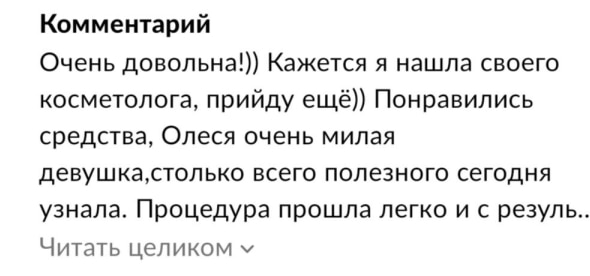 Комментарий
Очень довольна!)) Кажется я нашла своего
косметолога, прийду ещё)) Понравились
средства, Олеся очень милая
девушка,столько всего полезного сегодня
узнала. Процедура прошла легко и с резуль..
Читать целиком